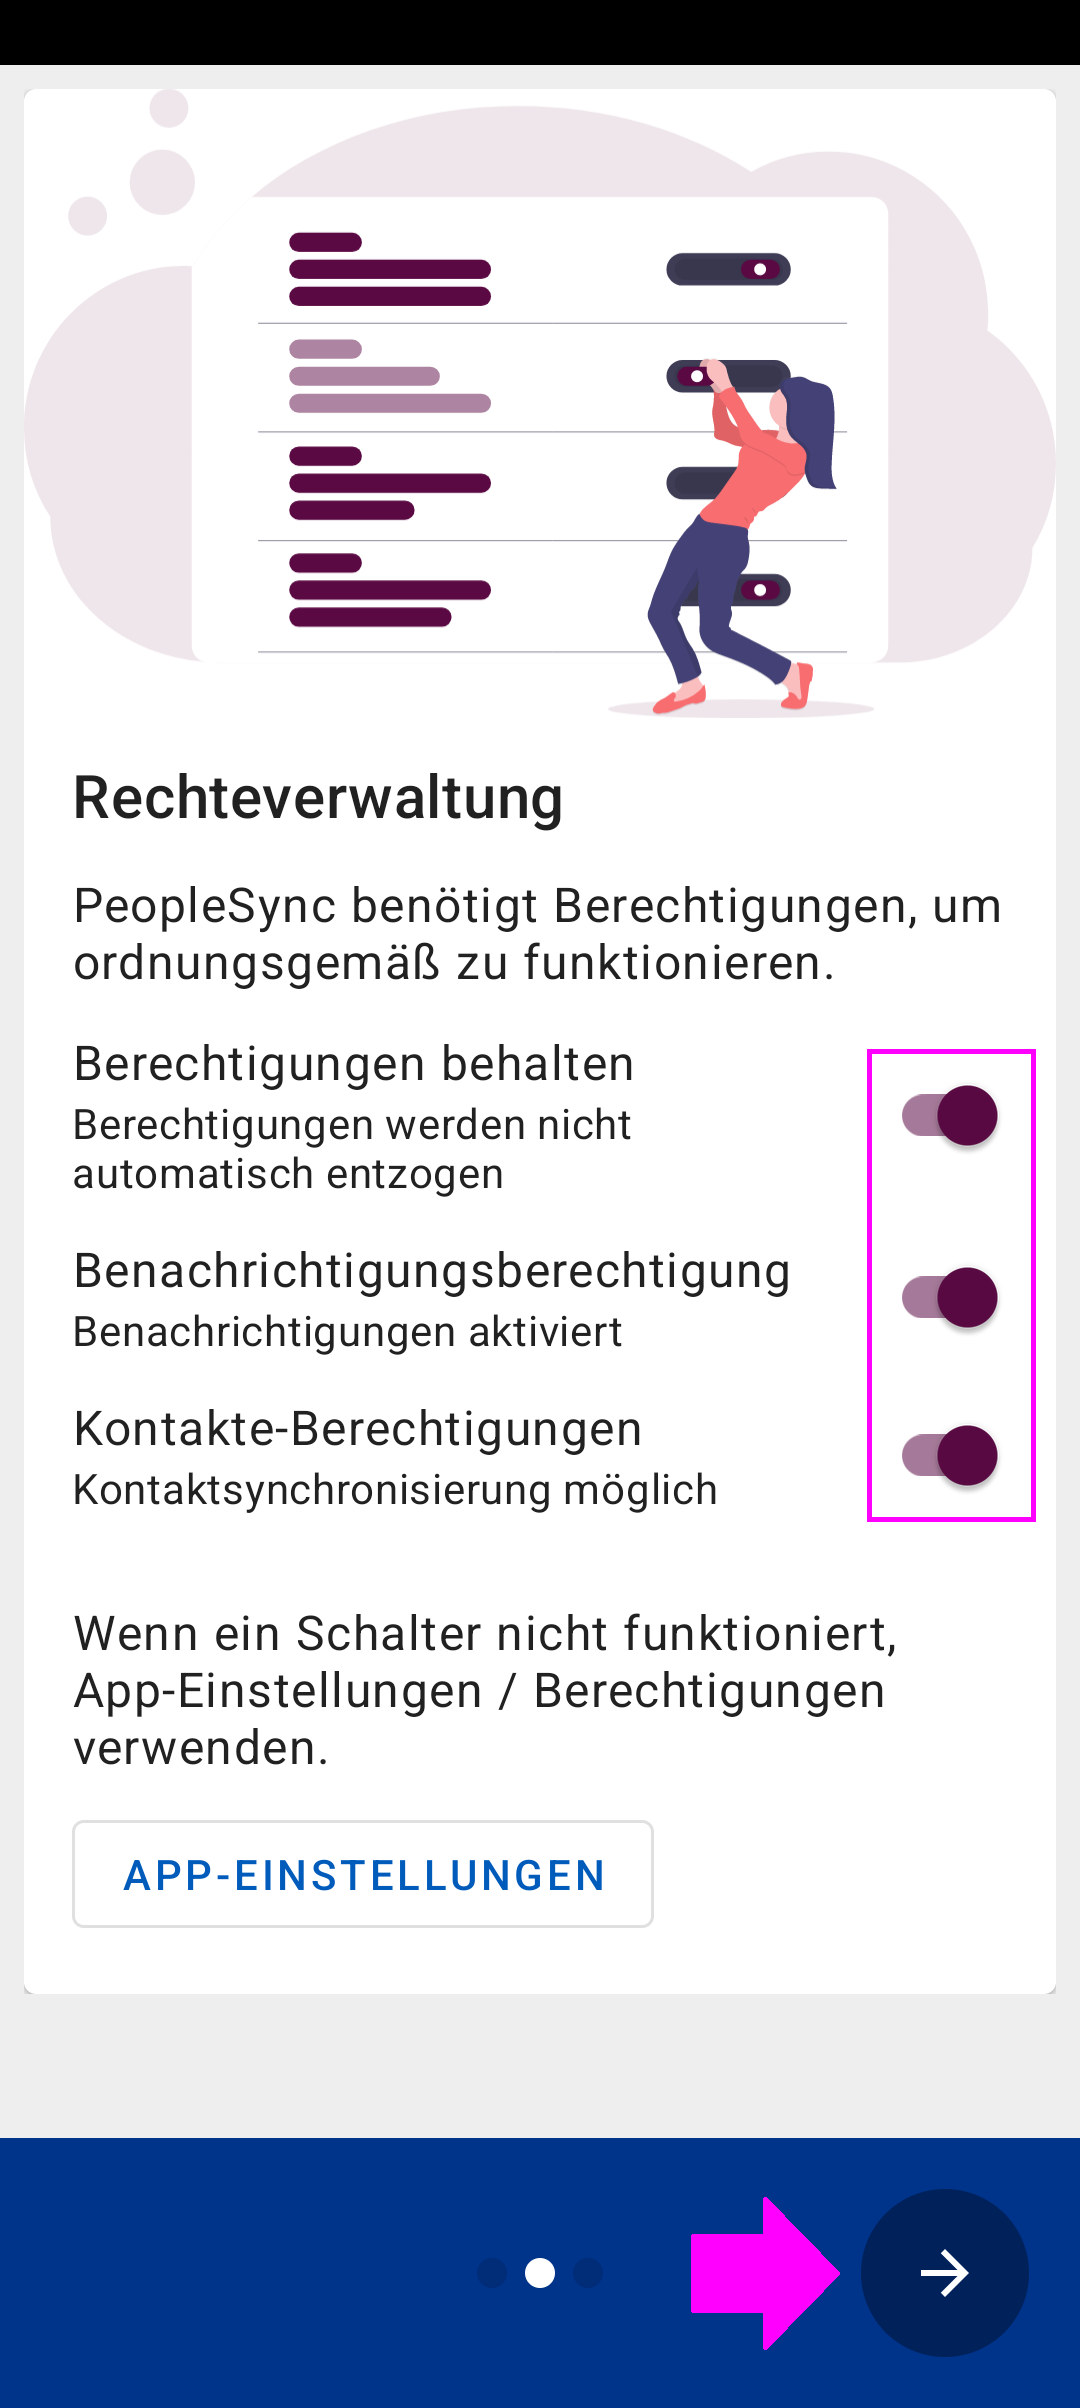 Rechteverwaltung
PeopleSync benötigt Berechtigungen, um
ordnungsgemäß zu funktionieren.
Berechtigungen behalten
Berechtigungen werden nicht
automatisch entzogen
Benachrichtigungsberechtigung
Benachrichtigungen aktiviert
Kontakte-Berechtigungen
Kontaktsynchronisierung möglich
Wenn ein Schalter nicht funktioniert,
App-Einstellungen / Berechtigungen
verwenden.
APP-EINSTELLUNGEN